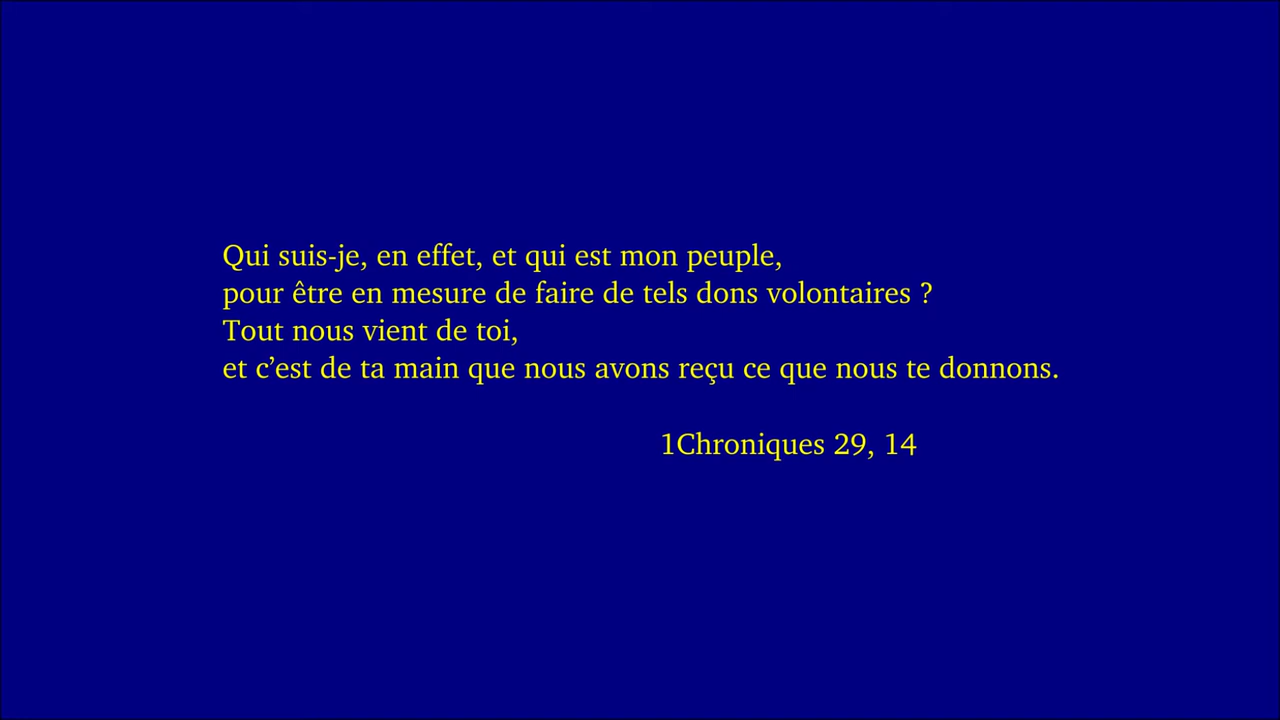 Qui suis-je, en effet, et qui est mon peuple,
pour être en mesure de faire de tels dons volontaires ?
Tout nous vient de toi,
et c’est de ta main que nous avons reçu ce que nous te donnons.
1Chroniques 29, 14